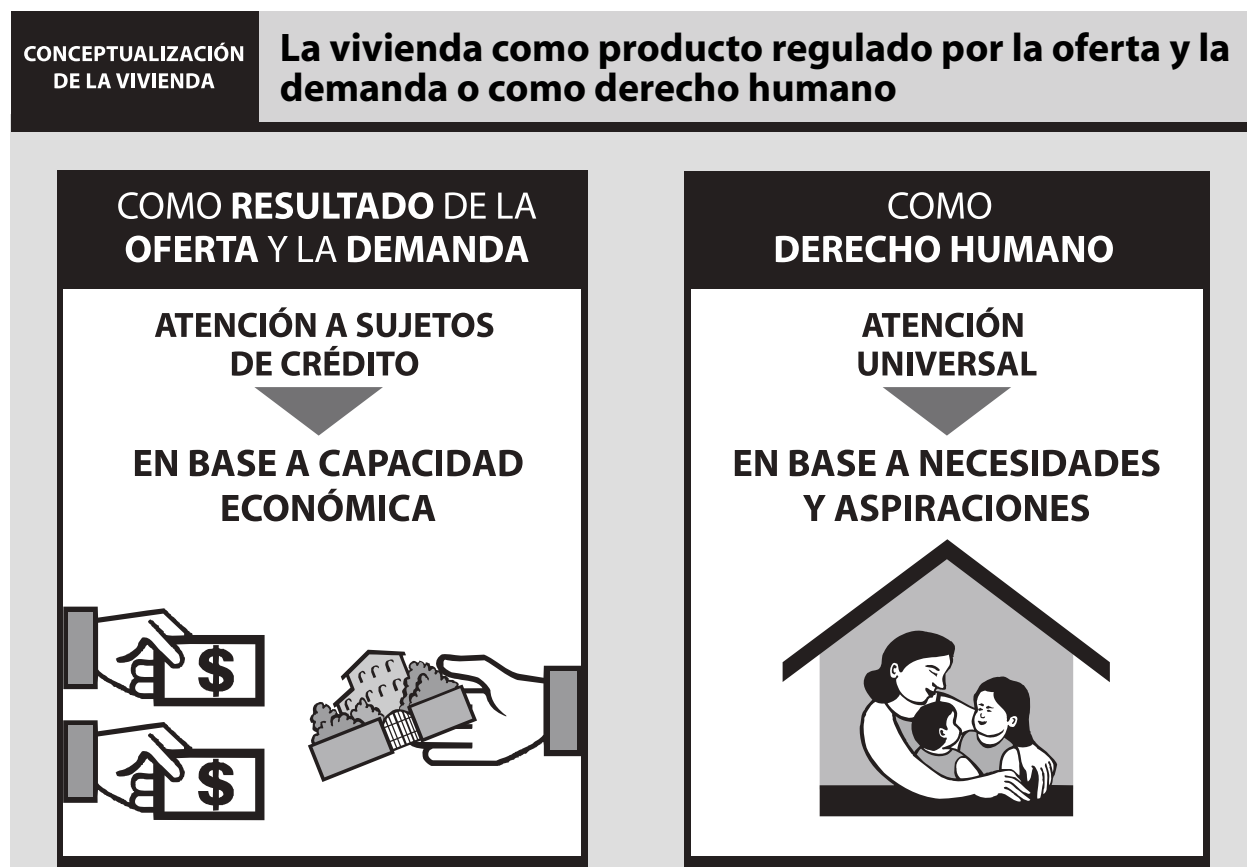 CONCEPTUALIZACIÓN
DE LA VIVIENDA
La vivienda como producto regulado por la oferta y la
demanda o como derecho humano
COMO RESULTADO DE LA
OFERTA Y LA DEMANDA
ATENCIÓN A SUJETOS
DE CRÉDITO
EN BASE A CAPACIDAD
ECONÓMICA
$
$
COMO
DERECHO HUMANO
ATENCIÓN
UNIVERSAL
EN BASE A NECESIDADES
Y ASPIRACIONES